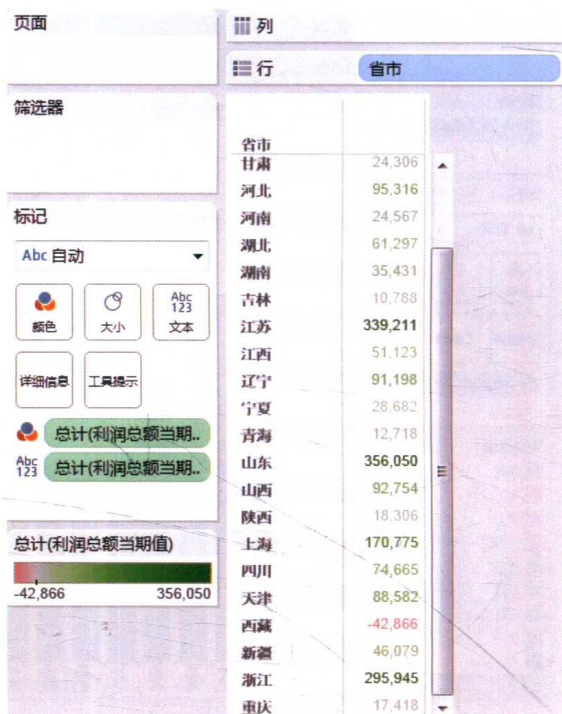 页面
列
行 省市
筛选器
标记
Abc 自动
颜色
大小
Abc
123
文本
详细信息
工具提示
总计(利润总额当期..
Abc
123
总计(利润总额当期..
总计(利润总额当期值)
-42,866 356,050
省市
甘肃 24,306
河北 95,316
河南 24,567
湖北 61,297
湖南 35,431
吉林 10,788
江苏 339,211
江西 51,123
辽宁 91,198
宁夏 28,682
青海 12,718
山东 356,050
山西 92,754
陕西 18,306
上海 170,775
四川 74,665
天津 88,582
西藏 -42,866
新疆 46,079
浙江 295,945
重庆 17,418